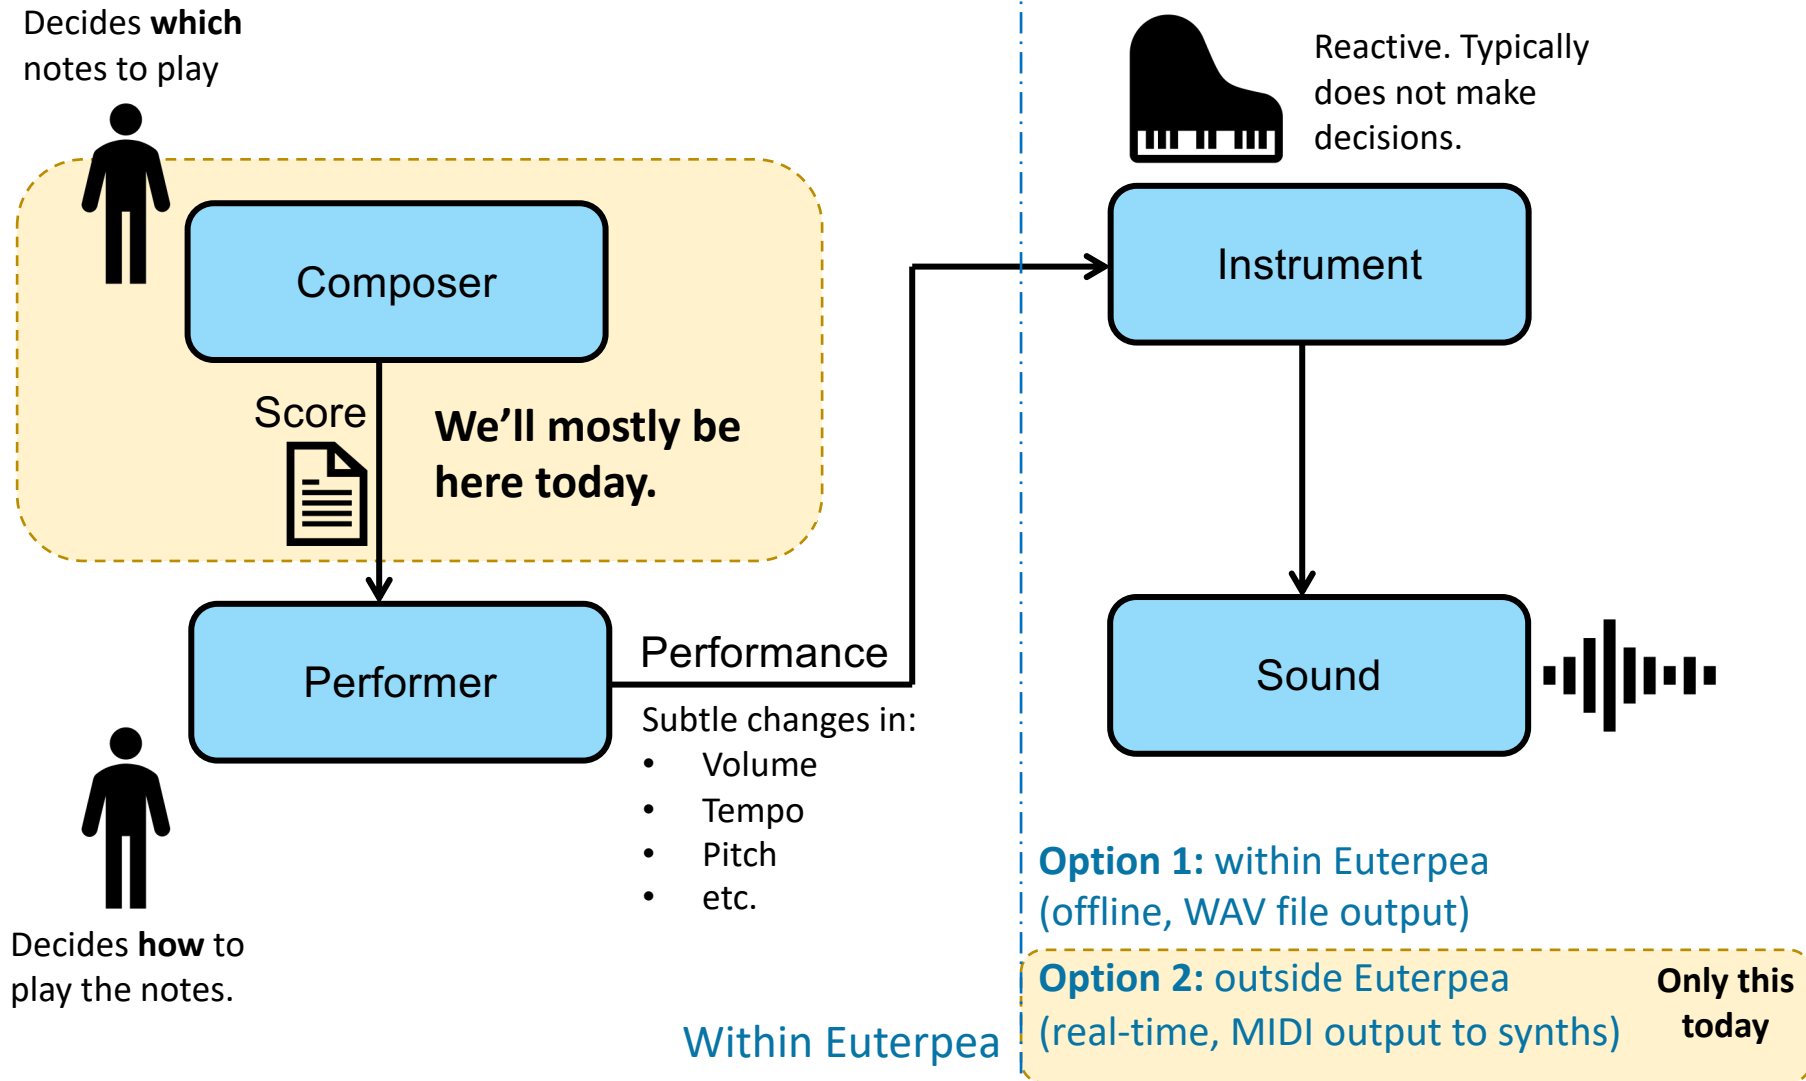 Decides which
notes to play
Composer
Score
We’ll mostly be
here today.
Performer
Decides how to
play the notes.
Performance
Subtle changes in:
• Volume
• Tempo
• Pitch
• etc.
Within Euterpea
Reactive. Typically
does not make
decisions.
Instrument
Sound
Option 1: within Euterpea
(offline, WAV file output)
Option 2: outside Euterpea
(real-time, MIDI output to synths)
Only this
today